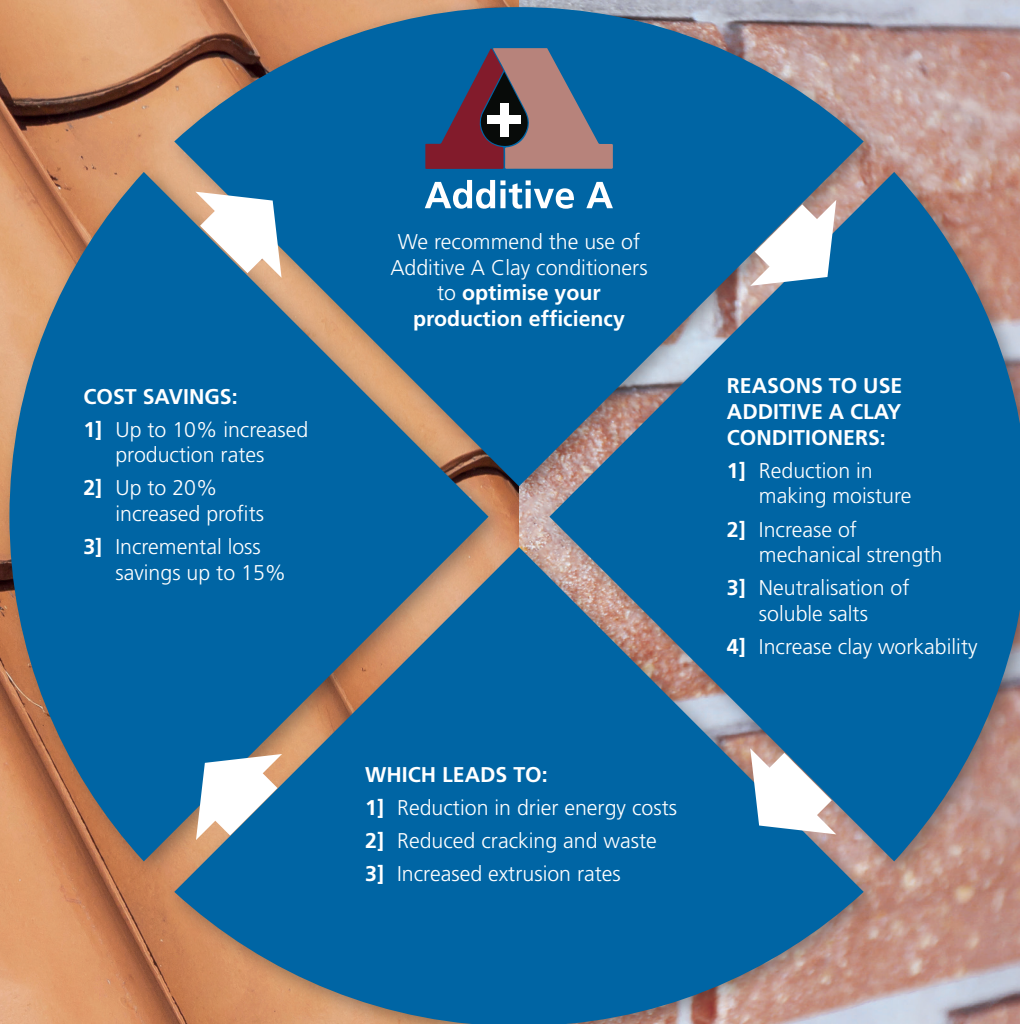 Additive A
We recommend the use of
Additive A Clay conditioners
to optimise your
production efficiency
REASONS TO USE
ADDITIVE A CLAY
CONDITIONERS:
1] Reduction in
making moisture
2] Increase of
mechanical strength
3] Neutralisation of
soluble salts
4] Increase clay workability
WHICH LEADS TO:
1] Reduction in drier energy costs
2] Reduced cracking and waste
3] Increased extrusion rates
COST SAVINGS:
1] Up to 10% increased
production rates
2] Up to 20%
increased profits
3] Incremental loss
savings up to 15%